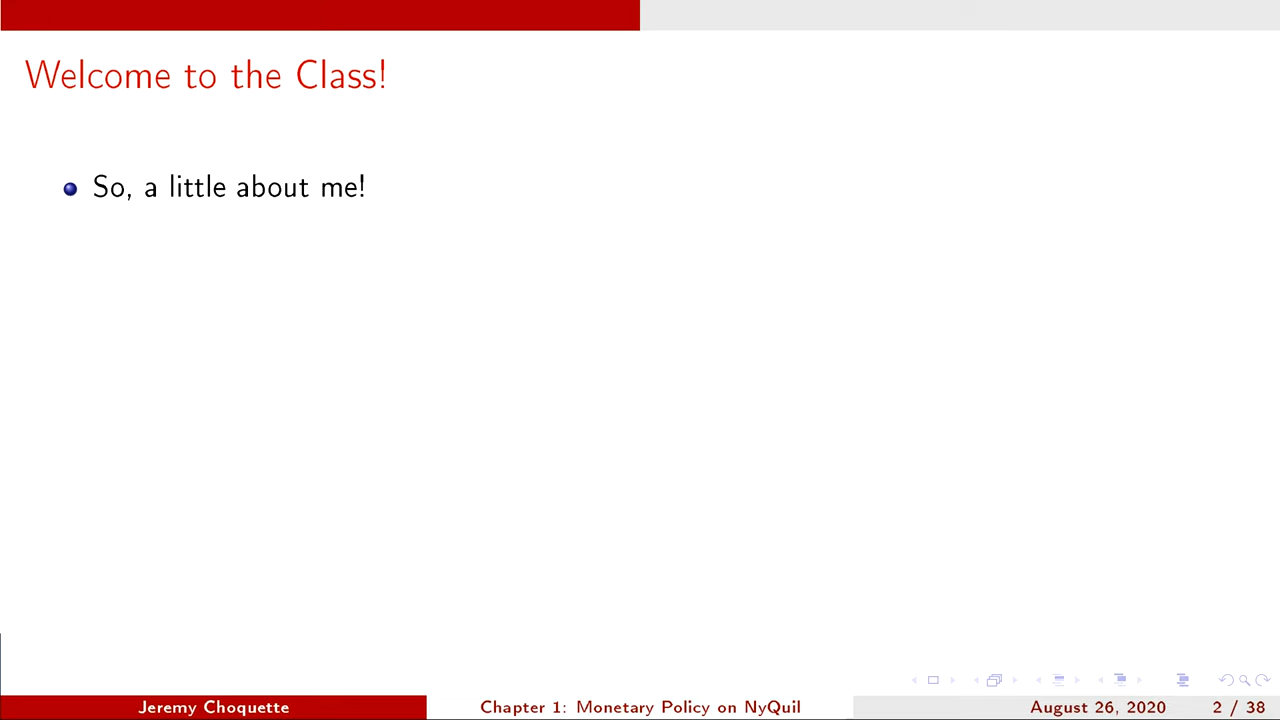 Welcome to the Class!
So, a little about me!
Jeremy Choquette
Chapter 1: Monetary Policy on NyQuil
August 26, 2020
2 / 38